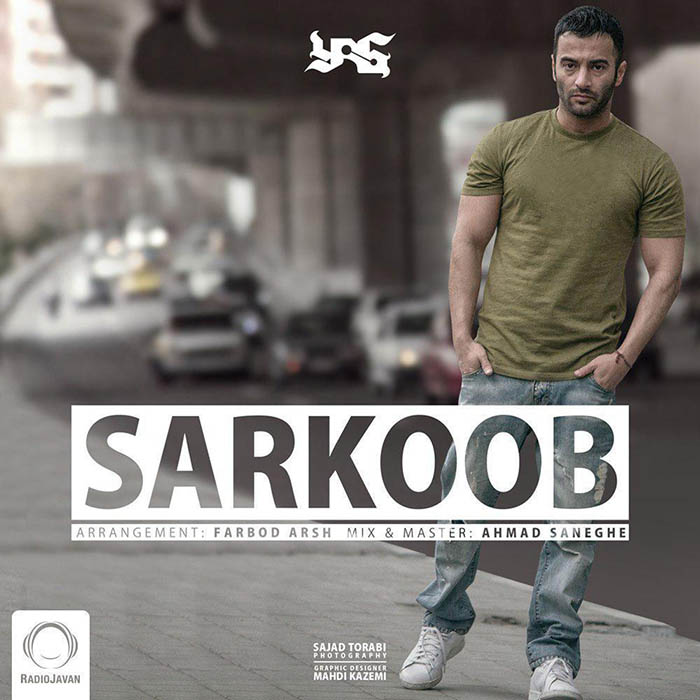 YAS
SARKOOB
ARRANGEMENT: FARBOD ARSH MIX & MASTER: AHMAD SANEGHE
SAJAD TORABI
PHOTOGRAPHY
GRAPHIC DESIGNER
MAHDI KAZEMI
RADIOJAVAN